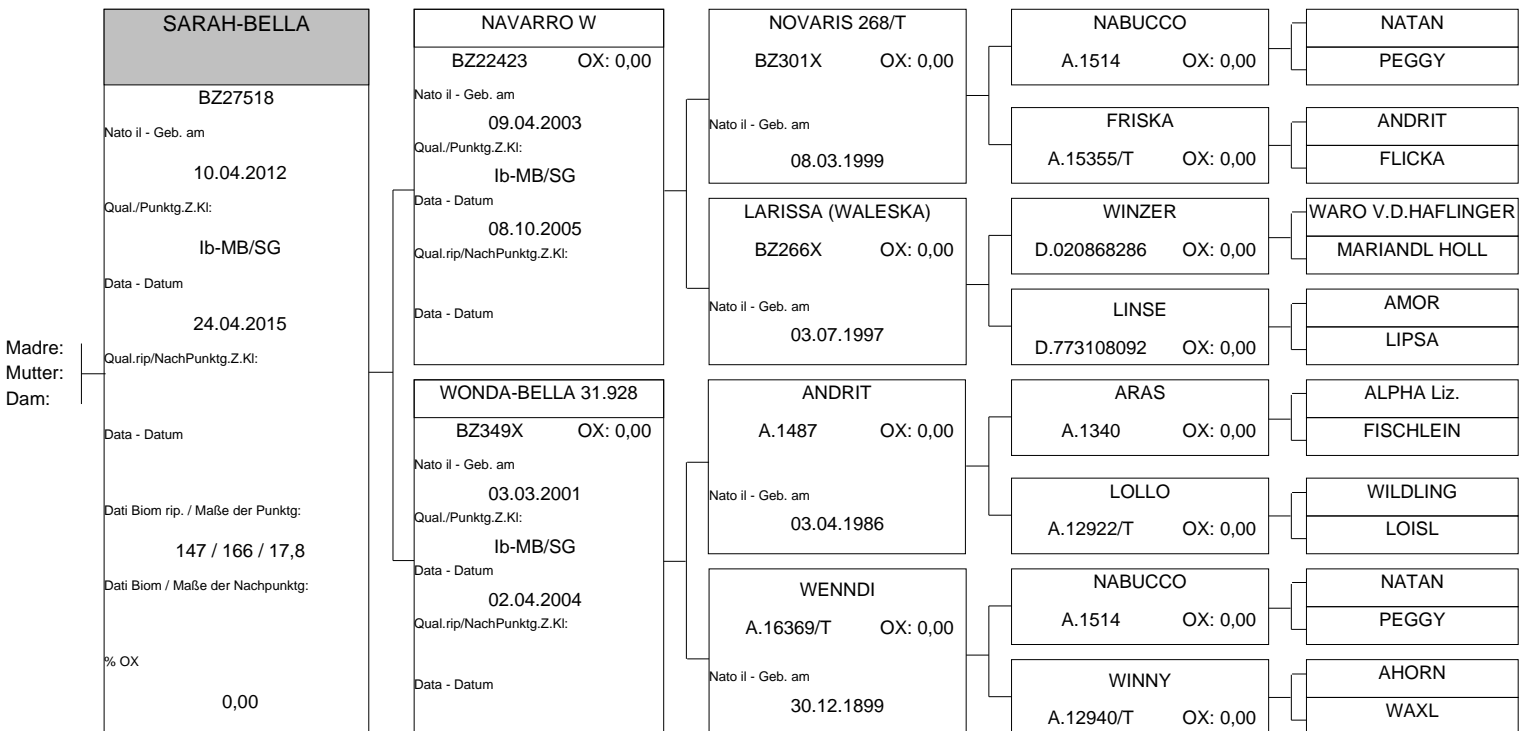 Madre:
Mutter:
Dam:
SARAH-BELLA
BZ27518
Nato il - Geb. am
10.04.2012
Qual./Punktg.Z.Kl:
Ib-MB/SG
Data - Datum
24.04.2015
Qual.rip/NachPunktg.Z.Kl:
Data - Datum
Dati Biom rip. / Maße der Punktg:
147 / 166 / 17,8
Dati Biom / Maße der Nachpunktg:
% OX
0,00
NAVARRO W
BZ22423 OX: 0,00
Nato il - Geb. am
09.04.2003
Qual./Punktg.Z.Kl:
Ib-MB/SG
Data - Datum
08.10.2005
Qual.rip/NachPunktg.Z.Kl:
Data - Datum
WONDA-BELLA 31.928
BZ349X OX: 0,00
Nato il - Geb. am
03.03.2001
Qual./Punktg.Z.Kl:
Ib-MB/SG
Data - Datum
02.04.2004
Qual.rip/NachPunktg.Z.Kl:
Data - Datum
NOVARIS 268/T
BZ301X OX: 0,00
Nato il - Geb. am
08.03.1999
LARISSA (WALESKA)
BZ266X OX: 0,00
Nato il - Geb. am
03.07.1997
ANDRIT
A.1487 OX: 0,00
Nato il - Geb. am
03.04.1986
WENNDI
A.16369/T OX: 0,00
Nato il - Geb. am
30.12.1899
NABUCCO
A.1514 OX: 0,00
FRISKA
A.15355/T OX: 0,00
WINZER
D.020868286 OX: 0,00
LINSE
D.773108092 OX: 0,00
ARAS
A.1340 OX: 0,00
LOLLO
A.12922/T OX: 0,00
NABUCCO
A.1514 OX: 0,00
WINNY
A.12940/T OX: 0,00
NATAN
PEGGY
ANDRIT
FLICKA
WARO V.D.HAFLINGER
MARIANDL HOLL
AMOR
LIPSA
ALPHA Liz.
FISCHLEIN
WILDLING
LOISL
NATAN
PEGGY
AHORN
WAXL